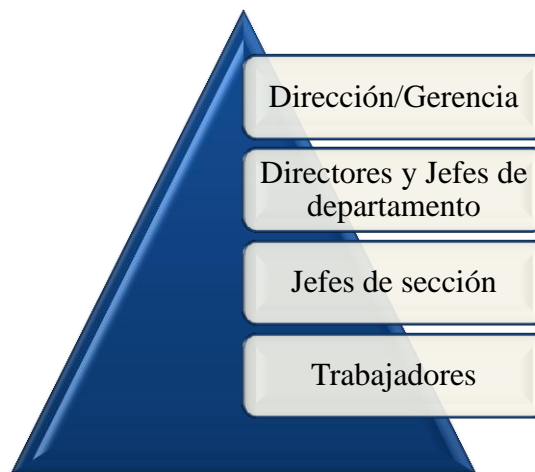 Dirección/Gerencia
Directores y Jefes de
departamento
Jefes de sección
Trabajadores